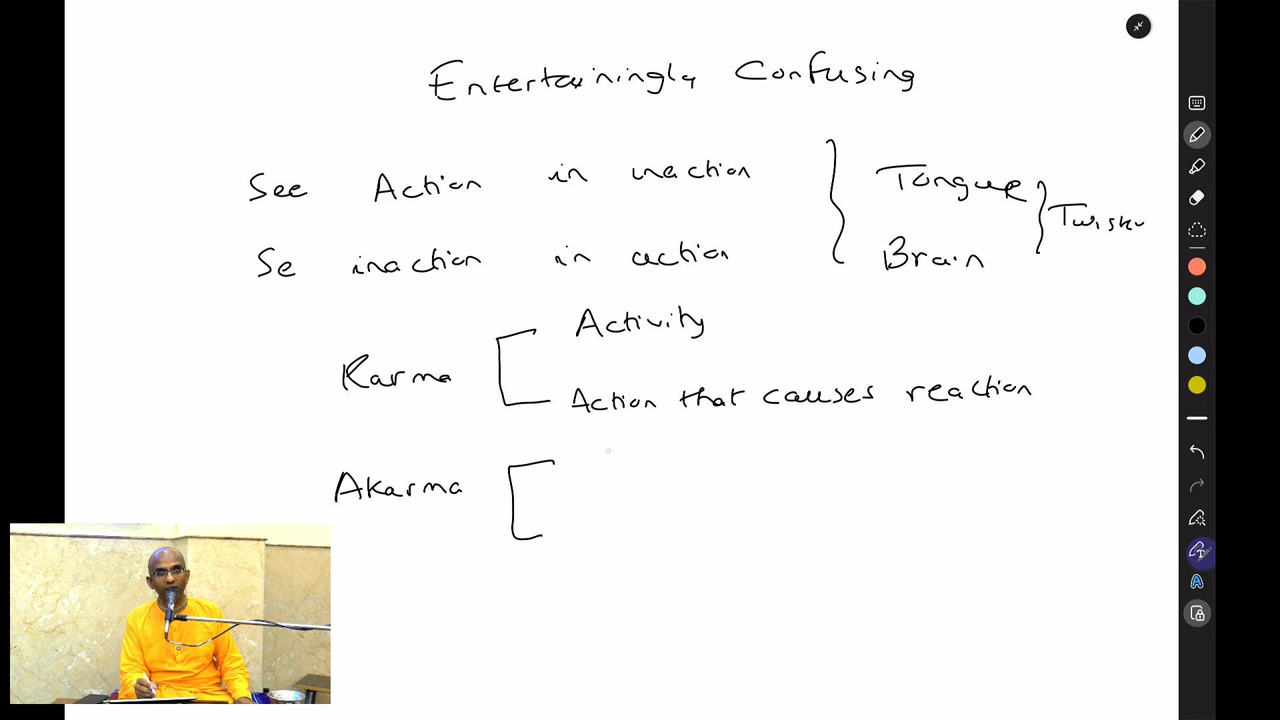 Entertainingly Confusing
See Action in inaction
Tongue
Se inaction in action
Brain
Activity
Karma
Action that causes reaction
Akarma